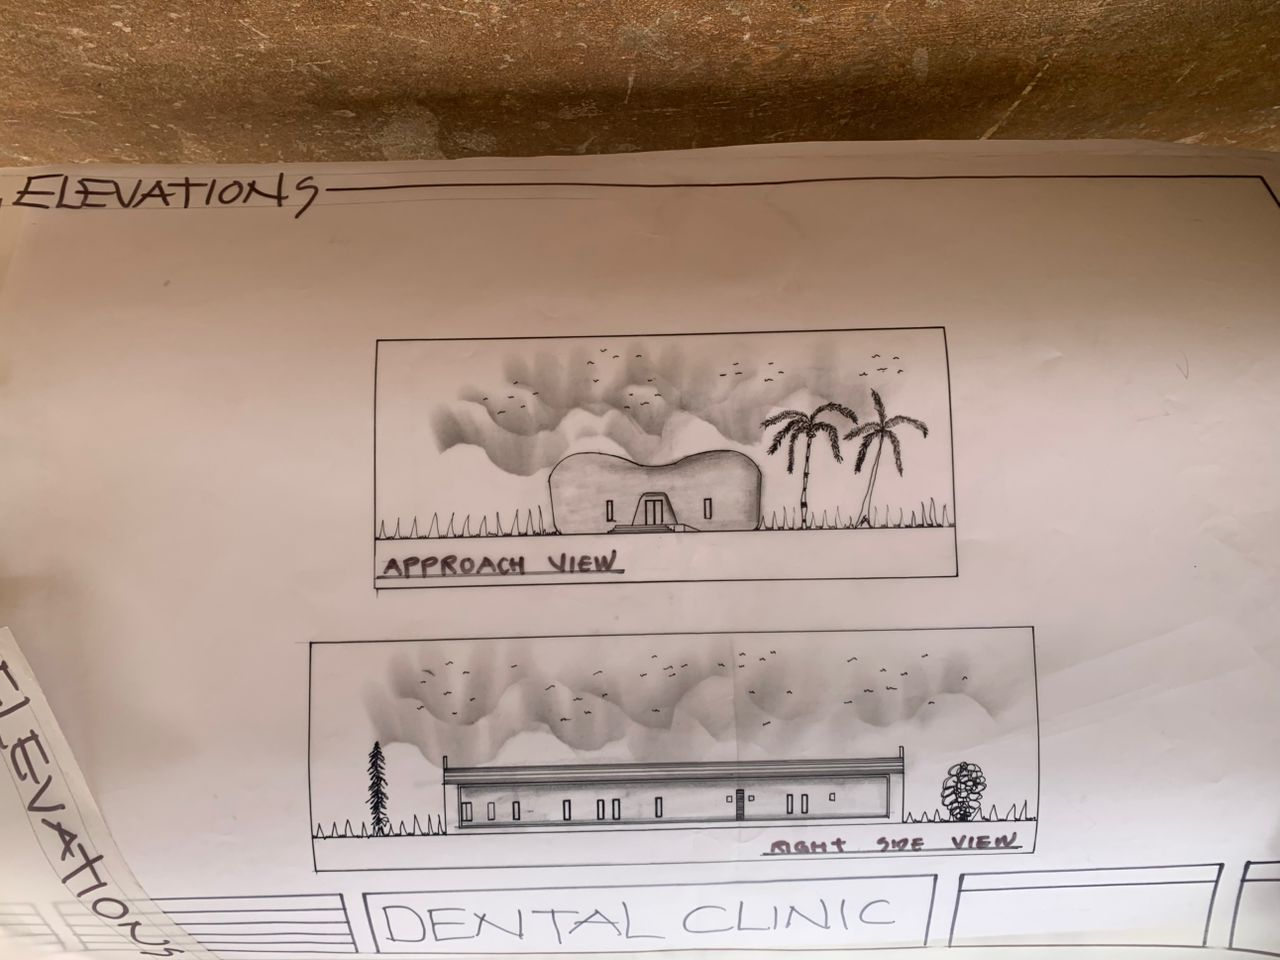 ELEVATIONS
APPROACH VIEW
RIGHT SIDE VIEW
DENTAL CLINIC
ELEVATIONS